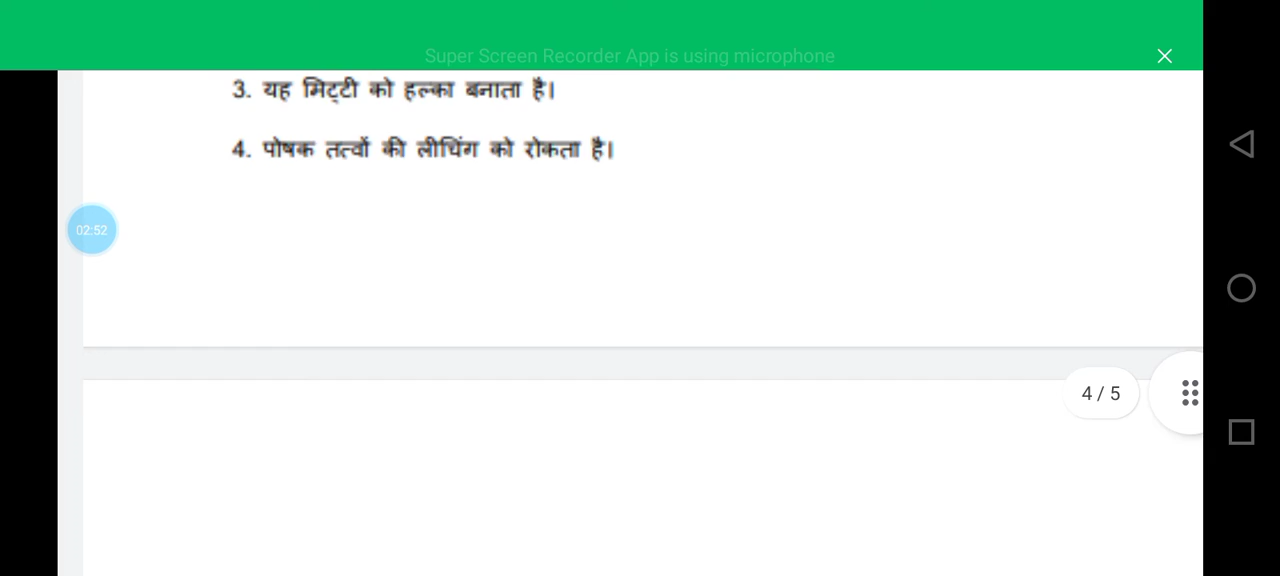 Super Screen Recorder App is using microphone
3. यह मिट्टी को हल्का बनाता है।
4. पोषक तत्वों की लीचिंग को रोकता है।
02:52
4 / 5